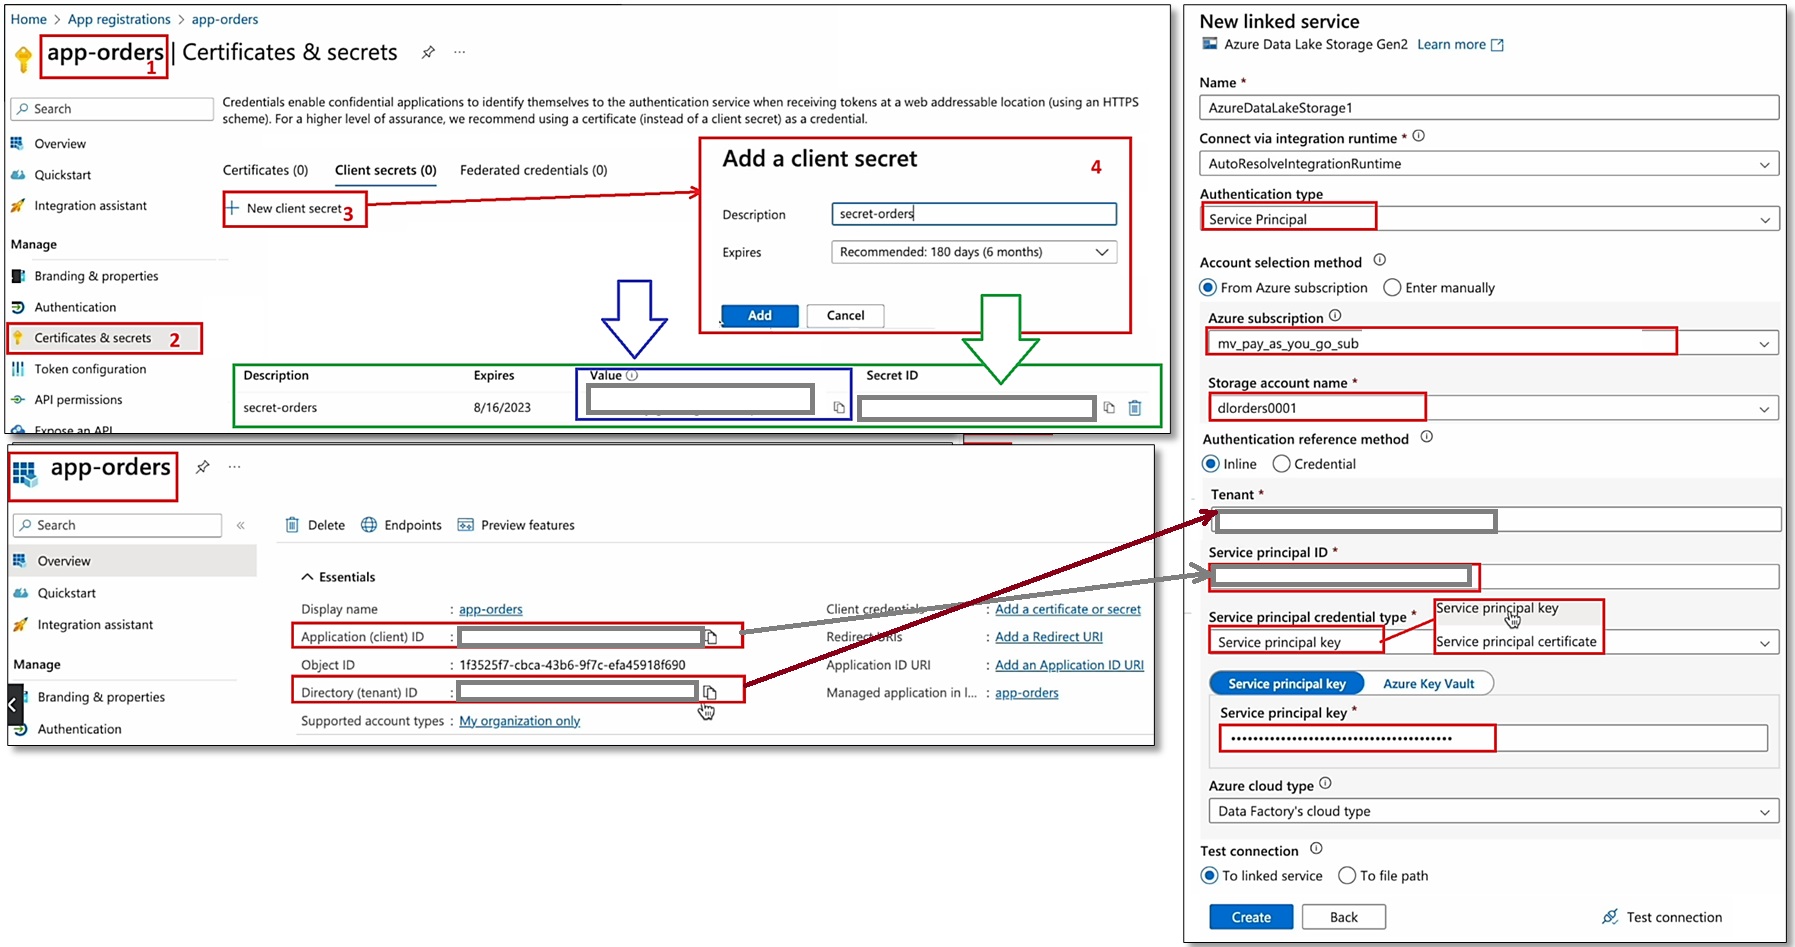 Home > App registrations > app-orders
app-orders | Certificates & secrets
1
Search
Overview
Quickstart
Integration assistant
Manage
Branding & properties
Authentication
Certificates & secrets 2
Token configuration
API permissions
Expose an API
Credentials enable confidential applications to identify themselves to the authentication service when receiving tokens at a web addressable location (using an HTTPS
scheme). For a higher level of assurance, we recommend using a certificate (instead of a client secret) as a credential.
Certificates (0) Client secrets (0) Federated credentials (0)
+ New client secret 3
Add a client secret 4
Description secret-orders
Expires Recommended: 180 days (6 months)
Add Cancel
Description Expires Value Secret ID
secret-orders 8/16/2023
app-orders
Search
Overview
Quickstart
Integration assistant
Manage
Branding & properties
Authentication
Delete Endpoints Preview features
Essentials
Display name : app-orders
Application (client) ID :
Object ID : 1f3525f7-cbca-43b6-9f7c-efa45918f690
Directory (tenant) ID :
Supported account types : My organization only
Client credentials : Add a certificate or secret
Redirect URIs : Add a Redirect URI
Application ID URI : Add an Application ID URI
Managed application in l... : app-orders
New linked service
Azure Data Lake Storage Gen2 Learn more
Name *
AzureDataLakeStorage1
Connect via integration runtime *
AutoResolveIntegrationRuntime
Authentication type
Service Principal
Account selection method
From Azure subscription Enter manually
Azure subscription
mv_pay_as_you_go_sub
Storage account name *
dlorders0001
Authentication reference method
Inline Credential
Tenant *
Service principal ID *
Service principal credential type *
Service principal key
Service principal key
Service principal certificate
Service principal key Azure Key Vault
Service principal key *
••••••••••••••••••••••••••••••••••••••••
Azure cloud type
Data Factory's cloud type
Test connection
To linked service To file path
Create Back Test connection